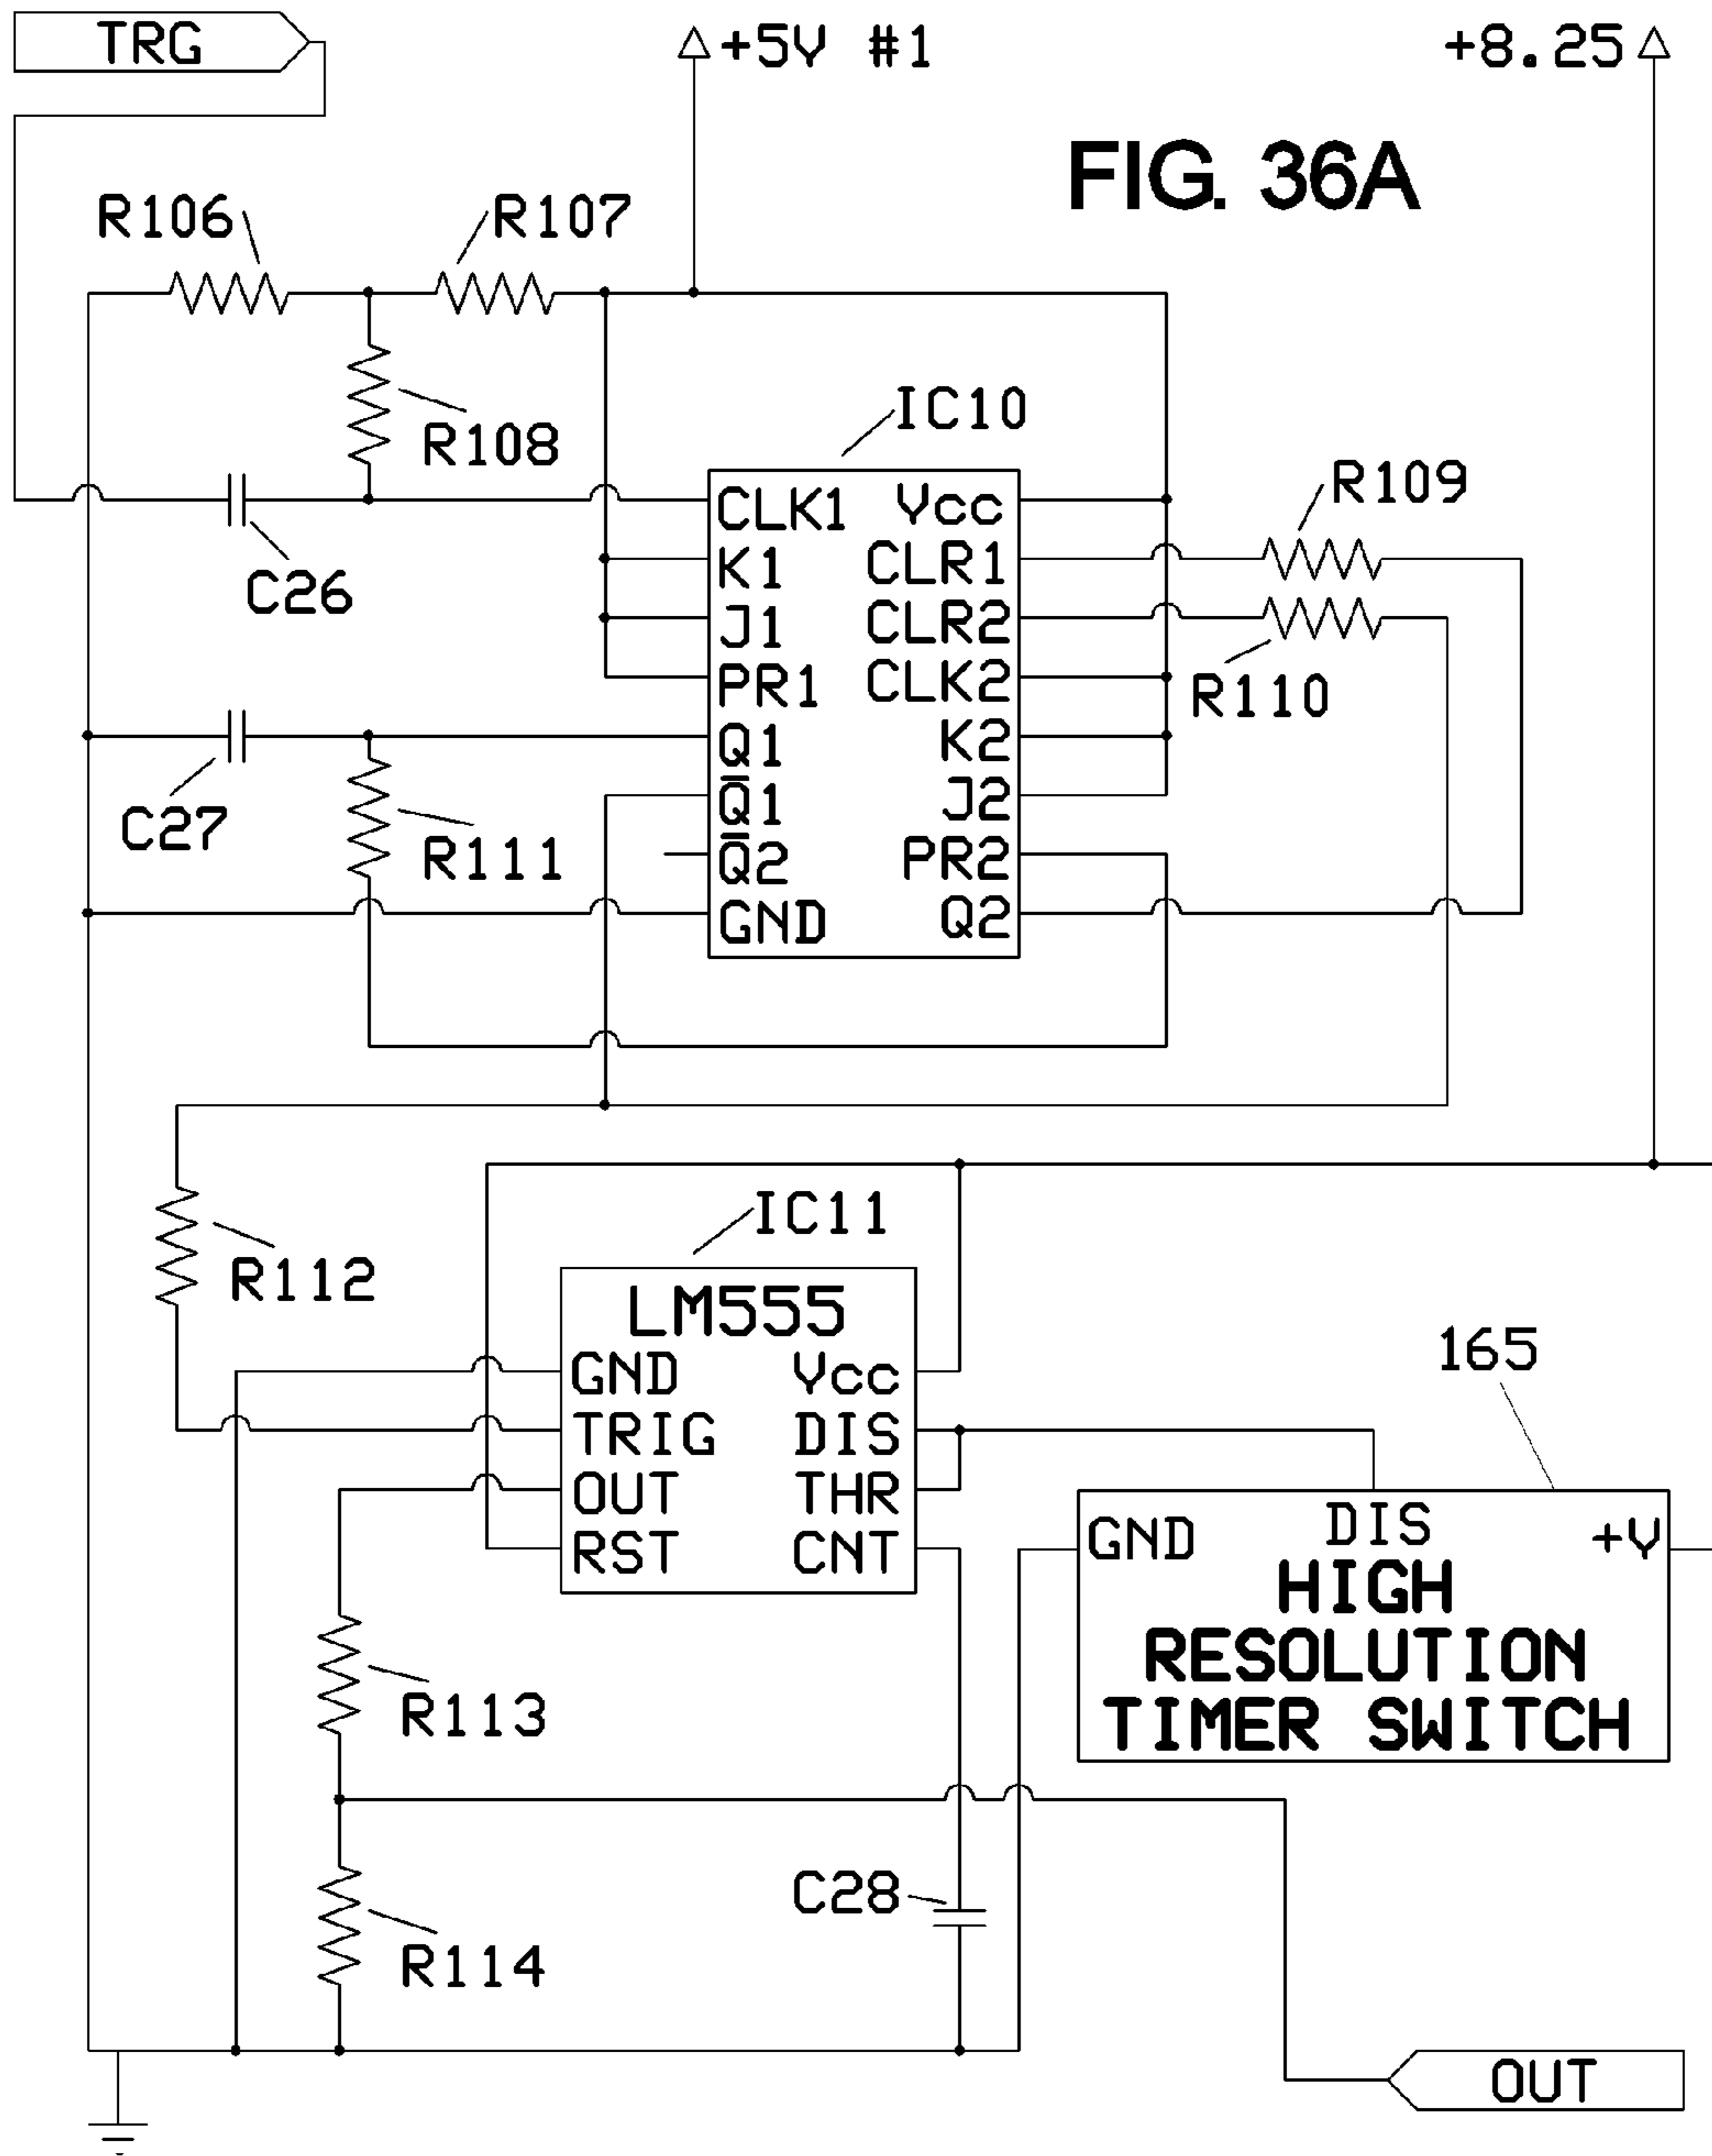 TRG
+5V #1
+8.25
FIG. 36A
R106
R107
R108
IC10
R109
C26
CLK1 Vcc
K1 CLR1
J1 CLR2
PR1 CLK2
Q1 K2
Q̅1 J2
Q̅2 PR2
GND Q2
R110
C27
R111
IC11
R112
LM555
GND Vcc
TRIG DIS
OUT THR
RST CNT
165
GND DIS +V
HIGH
RESOLUTION
TIMER SWITCH
R113
C28
R114
OUT